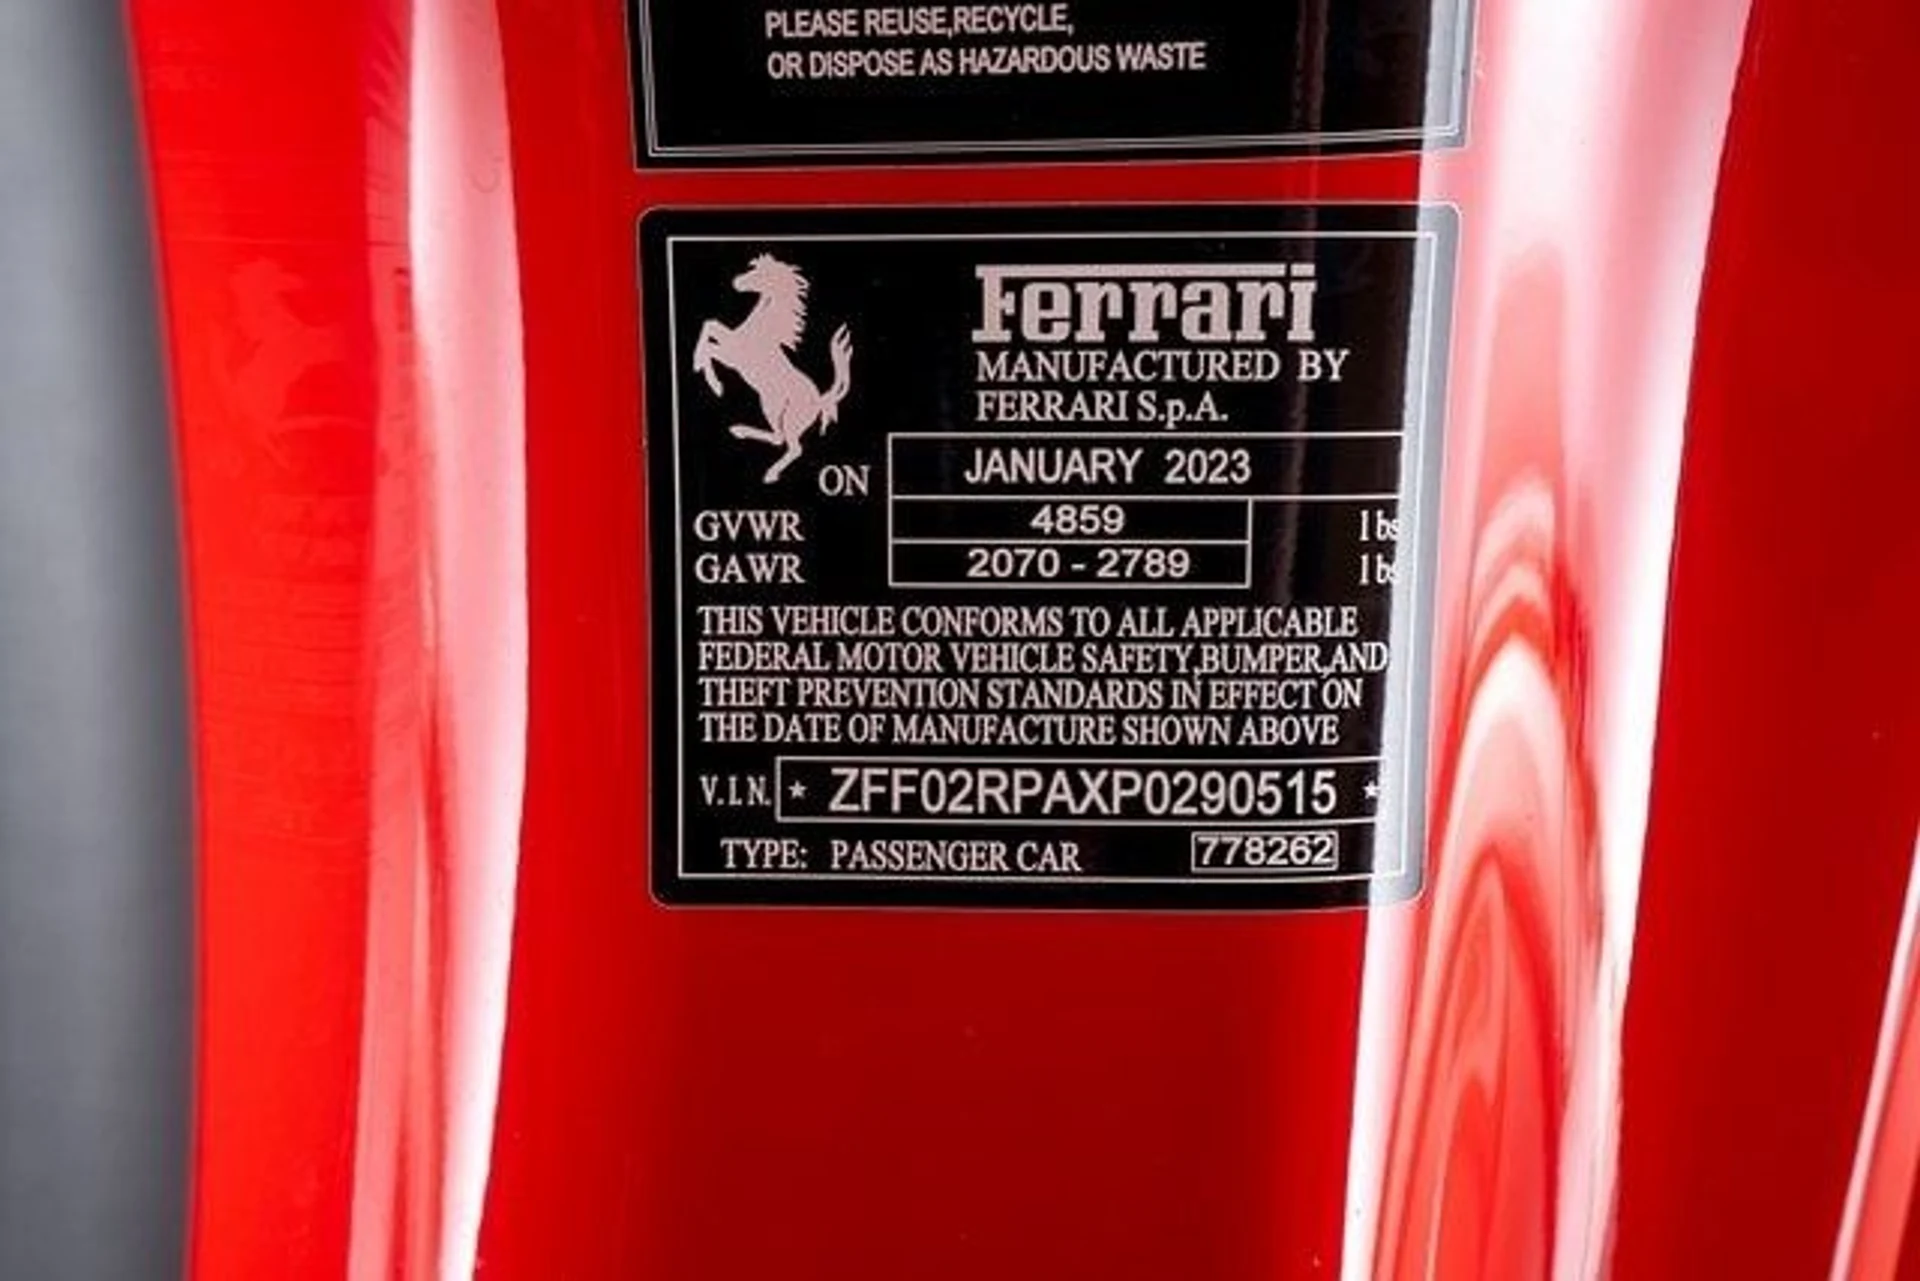 PLEASE REUSE,RECYCLE,
OR DISPOSE AS HAZARDOUS WASTE
Ferrari
MANUFACTURED BY
FERRARI S.p.A.
ON JANUARY 2023
GVWR 4859 lbs
GAWR 2070 - 2789 lbs
THIS VEHICLE CONFORMS TO ALL APPLICABLE
FEDERAL MOTOR VEHICLE SAFETY,BUMPER,AND
THEFT PREVENTION STANDARDS IN EFFECT ON
THE DATE OF MANUFACTURE SHOWN ABOVE
V.I.N. * ZFF02RPAXP0290515 *
TYPE: PASSENGER CAR 778262